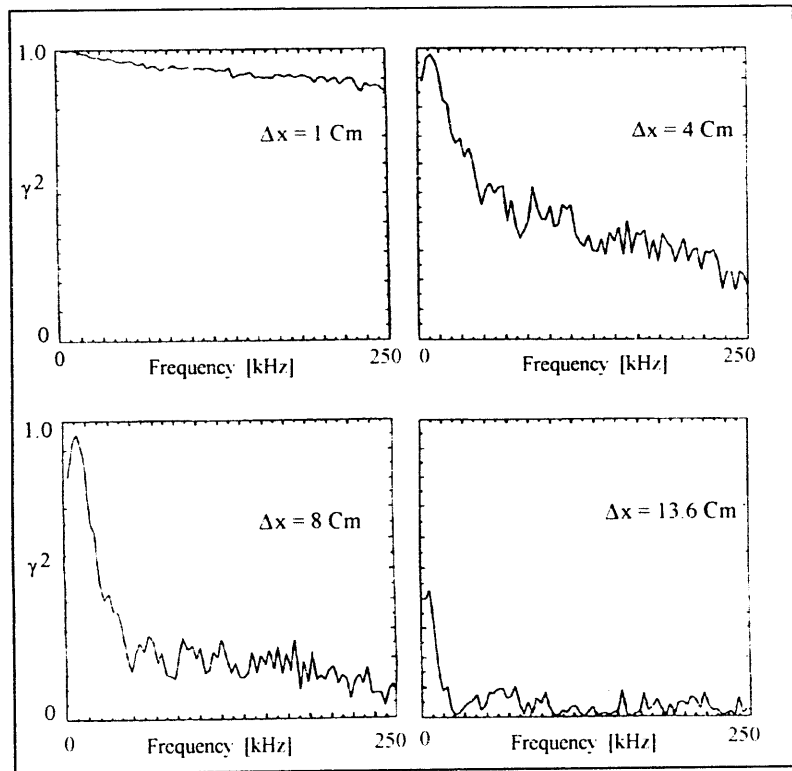 1.0
Δx = 1 Cm
γ2
0
0
250
Frequency [kHz]
Δx = 4 Cm
0
250
Frequency [kHz]
1.0
Δx = 8 Cm
γ2
0
0
250
Frequency [kHz]
Δx = 13.6 Cm
0
250
Frequency [kHz]